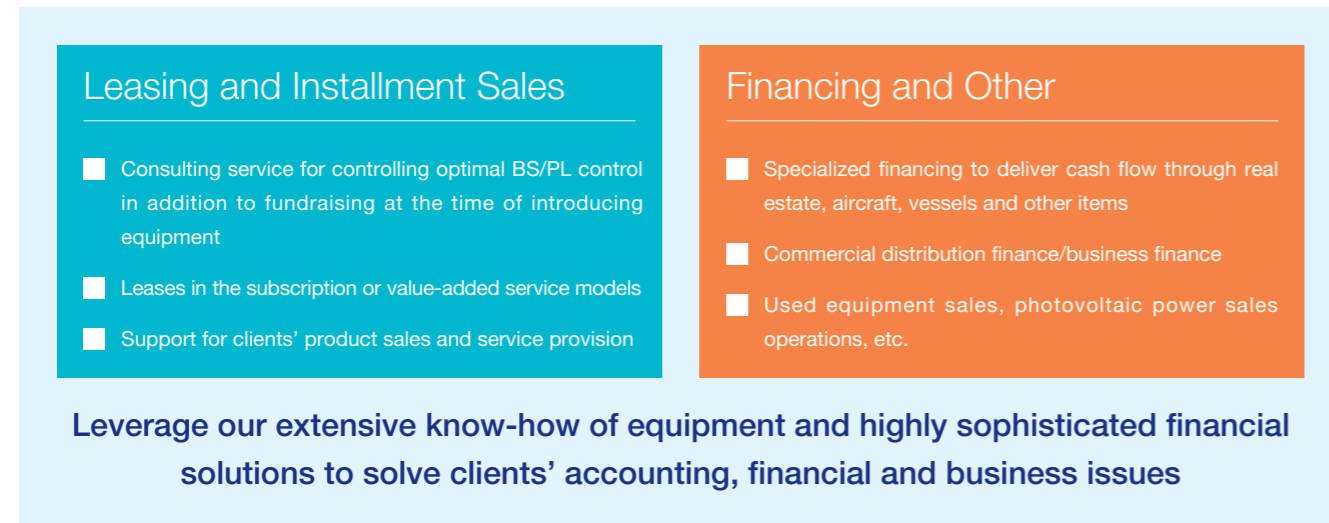 Leasing and Installment Sales
Consulting service for controlling optimal BS/PL control
in addition to fundraising at the time of introducing
equipment
Leases in the subscription or value-added service models
Support for clients’ product sales and service provision
Financing and Other
Specialized financing to deliver cash flow through real
estate, aircraft, vessels and other items
Commercial distribution finance/business finance
Used equipment sales, photovoltaic power sales
operations, etc.
Leverage our extensive know-how of equipment and highly sophisticated financial
solutions to solve clients’ accounting, financial and business issues